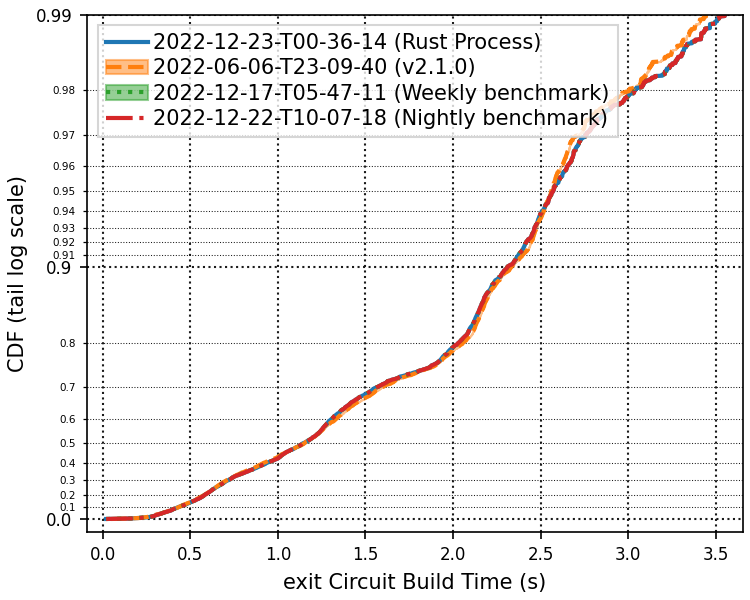 0.99
2022-12-23-T00-36-14 (Rust Process)
2022-06-06-T23-09-40 (v2.1.0)
2022-12-17-T05-47-11 (Weekly benchmark)
2022-12-22-T10-07-18 (Nightly benchmark)
0.98
0.97
0.96
0.95
0.94
0.93
0.92
0.91
0.9
0.8
0.7
0.6
0.5
0.4
0.3
0.2
0.1
0.0
CDF (tail log scale)
0.0 0.5 1.0 1.5 2.0 2.5 3.0 3.5
exit Circuit Build Time (s)